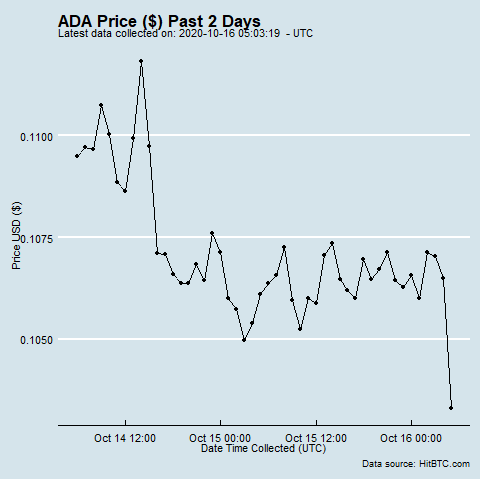 ADA Price ($) Past 2 Days
Latest data collected on: 2020-10-16 05:03:19  - UTC
Price USD ($)
0.1100
0.1075
0.1050
Oct 14 12:00
Oct 15 00:00
Oct 15 12:00
Oct 16 00:00
Date Time Collected (UTC)
Data source: HitBTC.com